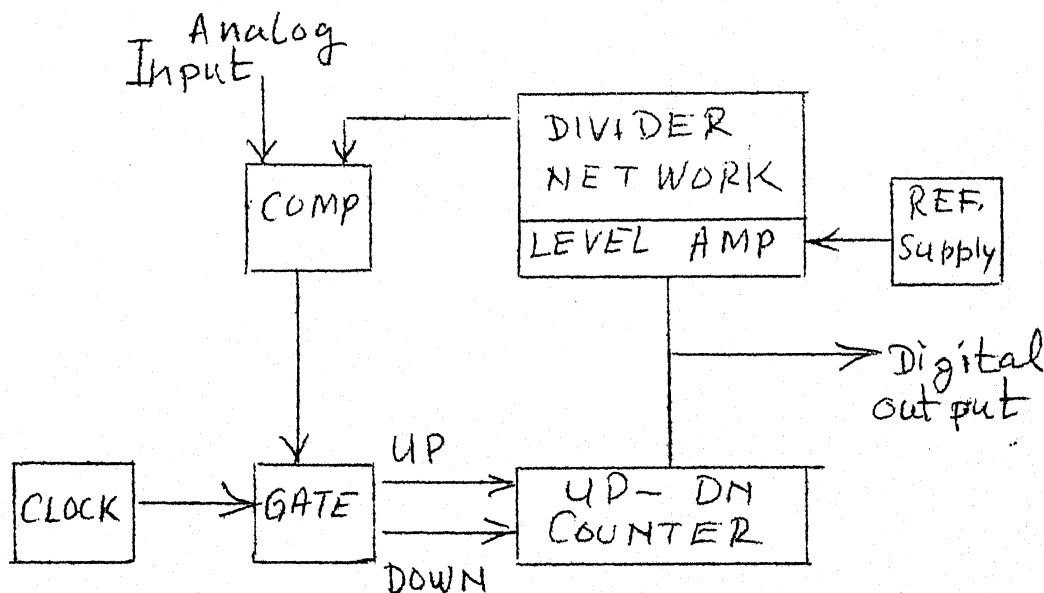 Analog
Input
DIVIDER
NETWORK
COMP
REF.
Supply
LEVEL AMP
Digital
output
UP
CLOCK
GATE
UP-DN
COUNTER
DOWN